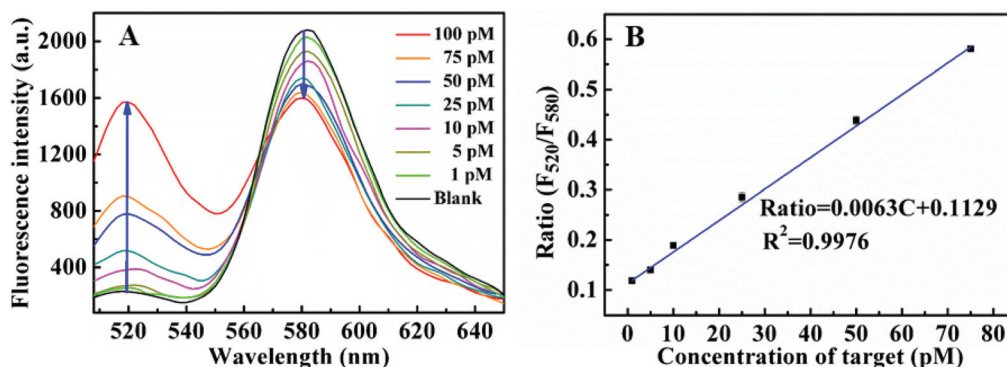 A
Fluorescence intensity (a.u.)
2000
1600
1200
800
400
520 540 560 580 600 620 640
Wavelength (nm)
100 pM
75 pM
50 pM
25 pM
10 pM
5 pM
1 pM
Blank
B
Ratio (F520/F580)
0.6
0.5
0.4
0.3
0.2
0.1
Ratio=0.0063C+0.1129
R²=0.9976
0 10 20 30 40 50 60 70 80
Concentration of target (pM)